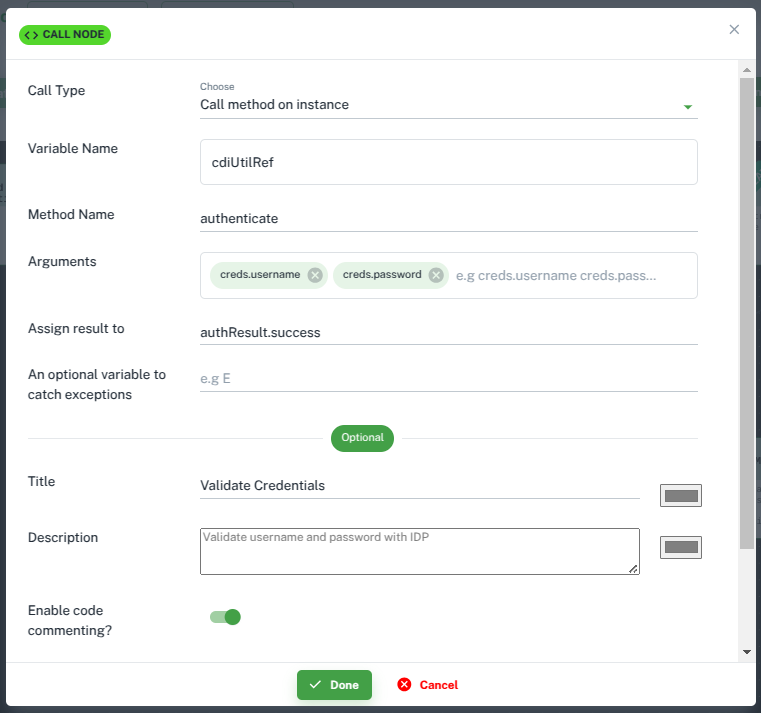 <> CALL NODE
Call Type
Choose
Call method on instance
Variable Name
cdiUtilRef
Method Name
authenticate
Arguments
creds.username
creds.password
e.g creds.username creds.pass...
Assign result to
authResult.success
An optional variable to
catch exceptions
e.g E
Optional
Title
Validate Credentials
Description
Validate username and password with IDP
Enable code
commenting?
Done
Cancel